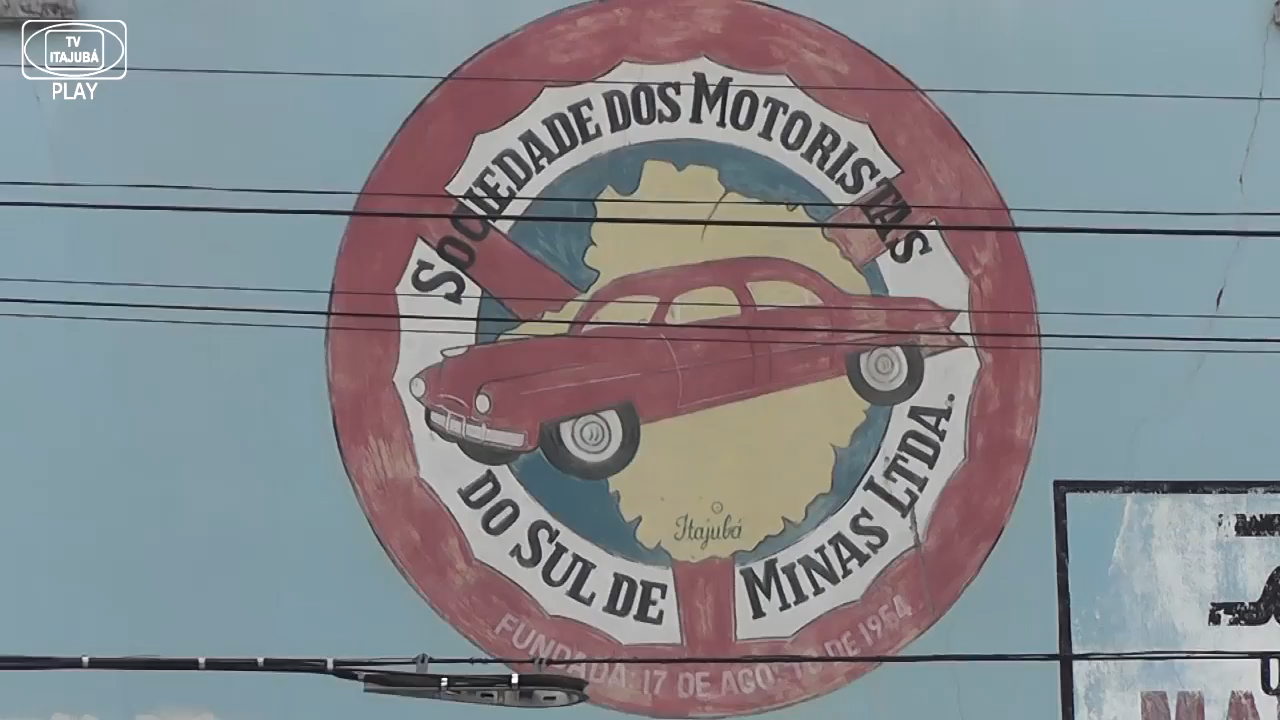 TV
ITAJUBÁ
PLAY
SOCIEDADE DOS MOTORISTAS
DO SUL DE MINAS LTDA.
Itajubá
FUNDADA: 17 DE AGOSTO DE 1954